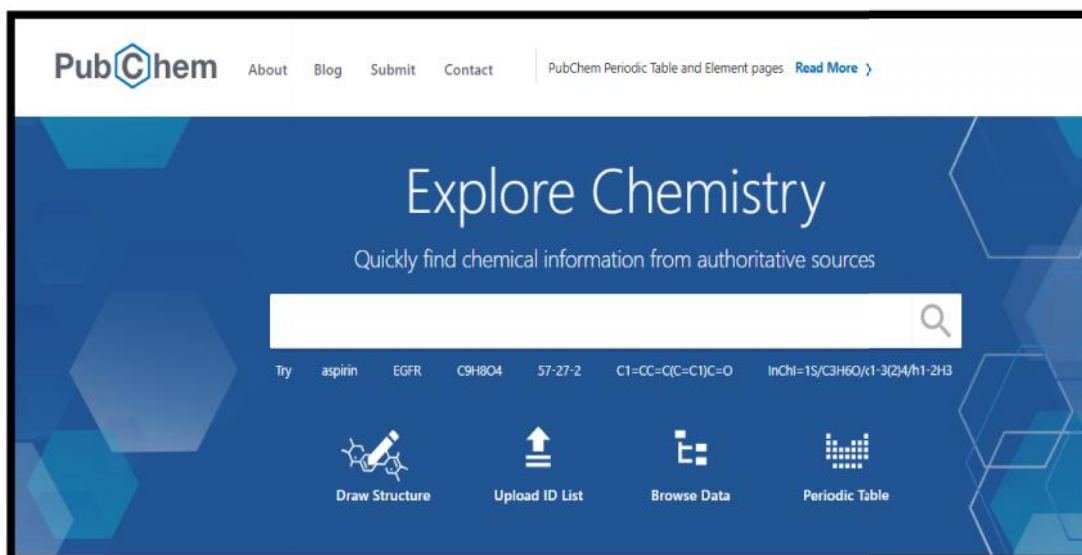 PubChem About Blog Submit Contact PubChem Periodic Table and Element pages Read More >
Explore Chemistry
Quickly find chemical information from authoritative sources
Try aspirin EGFR C9H8O4 57-27-2 C1=CC=C(C=C1)C=O InChI=1S/C3H6O/c1-3(2)4/h1-2H3
Draw Structure Upload ID List Browse Data Periodic Table